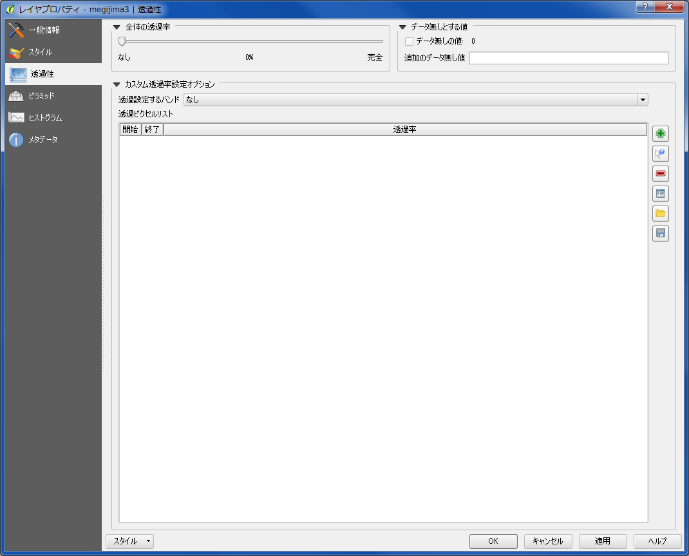 レイヤプロパティ - megijima3 | 透過性
一般情報
スタイル
透過性
ピラミッド
ヒストグラム
メタデータ
全体の透過率
なし 0% 完全
データ無しとする値
データ無しの値 0
追加のデータ無し値
カスタム透過率設定オプション
透過設定するバンド なし
透過ピクセルリスト
開始 終了 透過率
スタイル
OK キャンセル 適用 ヘルプ